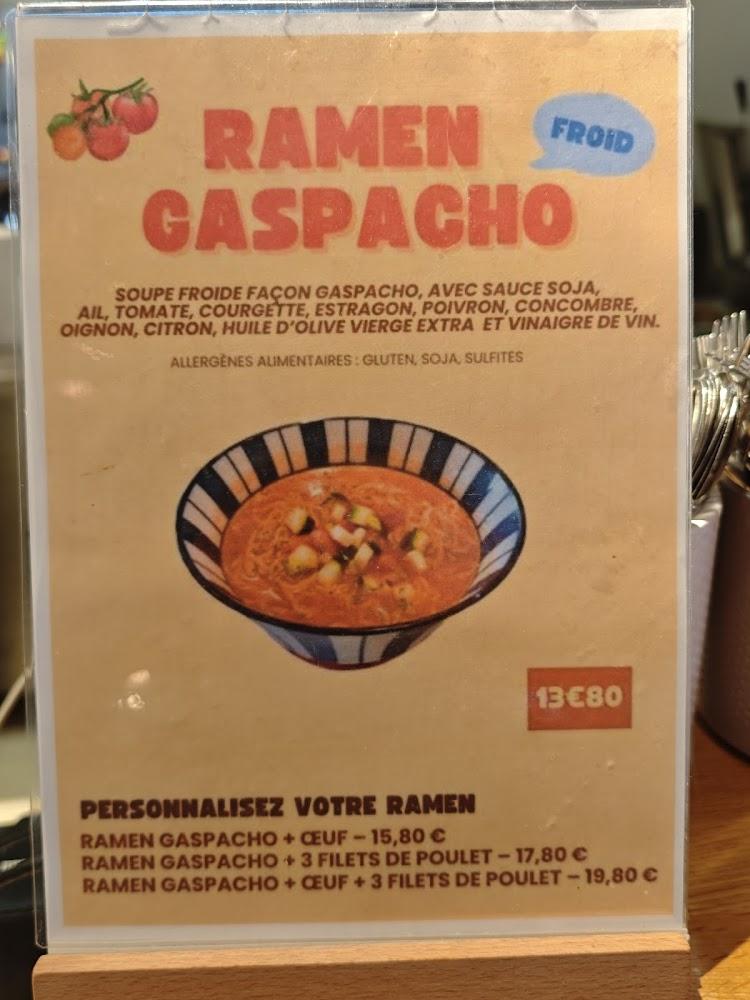 RAMEN
FROID
GASPACHO
SOUPE FROIDE FAÇON GASPACHO, AVEC SAUCE SOJA,
AIL, TOMATE, COURGETTE, ESTRAGON, POIVRON, CONCOMBRE,
OIGNON, CITRON, HUILE D'OLIVE VIERGE EXTRA ET VINAIGRE DE VIN.
ALLERGÈNES ALIMENTAIRES : GLUTEN, SOJA, SULFITES
13€80
PERSONNALISEZ VOTRE RAMEN
RAMEN GASPACHO + ŒUF – 15,80 €
RAMEN GASPACHO + 3 FILETS DE POULET – 17,80 €
RAMEN GASPACHO + ŒUF + 3 FILETS DE POULET – 19,80 €